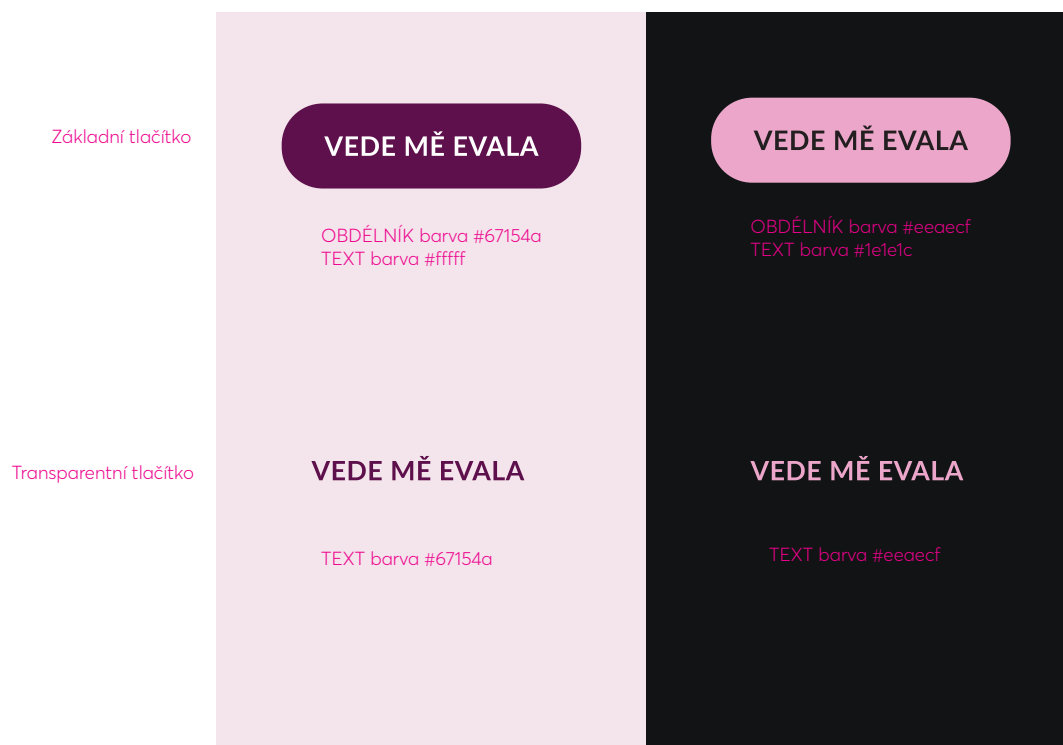 Základní tlačítko
VEDE MĚ EVALA
OBDÉLNÍK barva #67154a
TEXT barva #fffff
VEDE MĚ EVALA
OBDÉLNÍK barva #eeaecf
TEXT barva #1e1e1c
Transparentní tlačítko
VEDE MĚ EVALA
TEXT barva #67154a
VEDE MĚ EVALA
TEXT barva #eeaecf